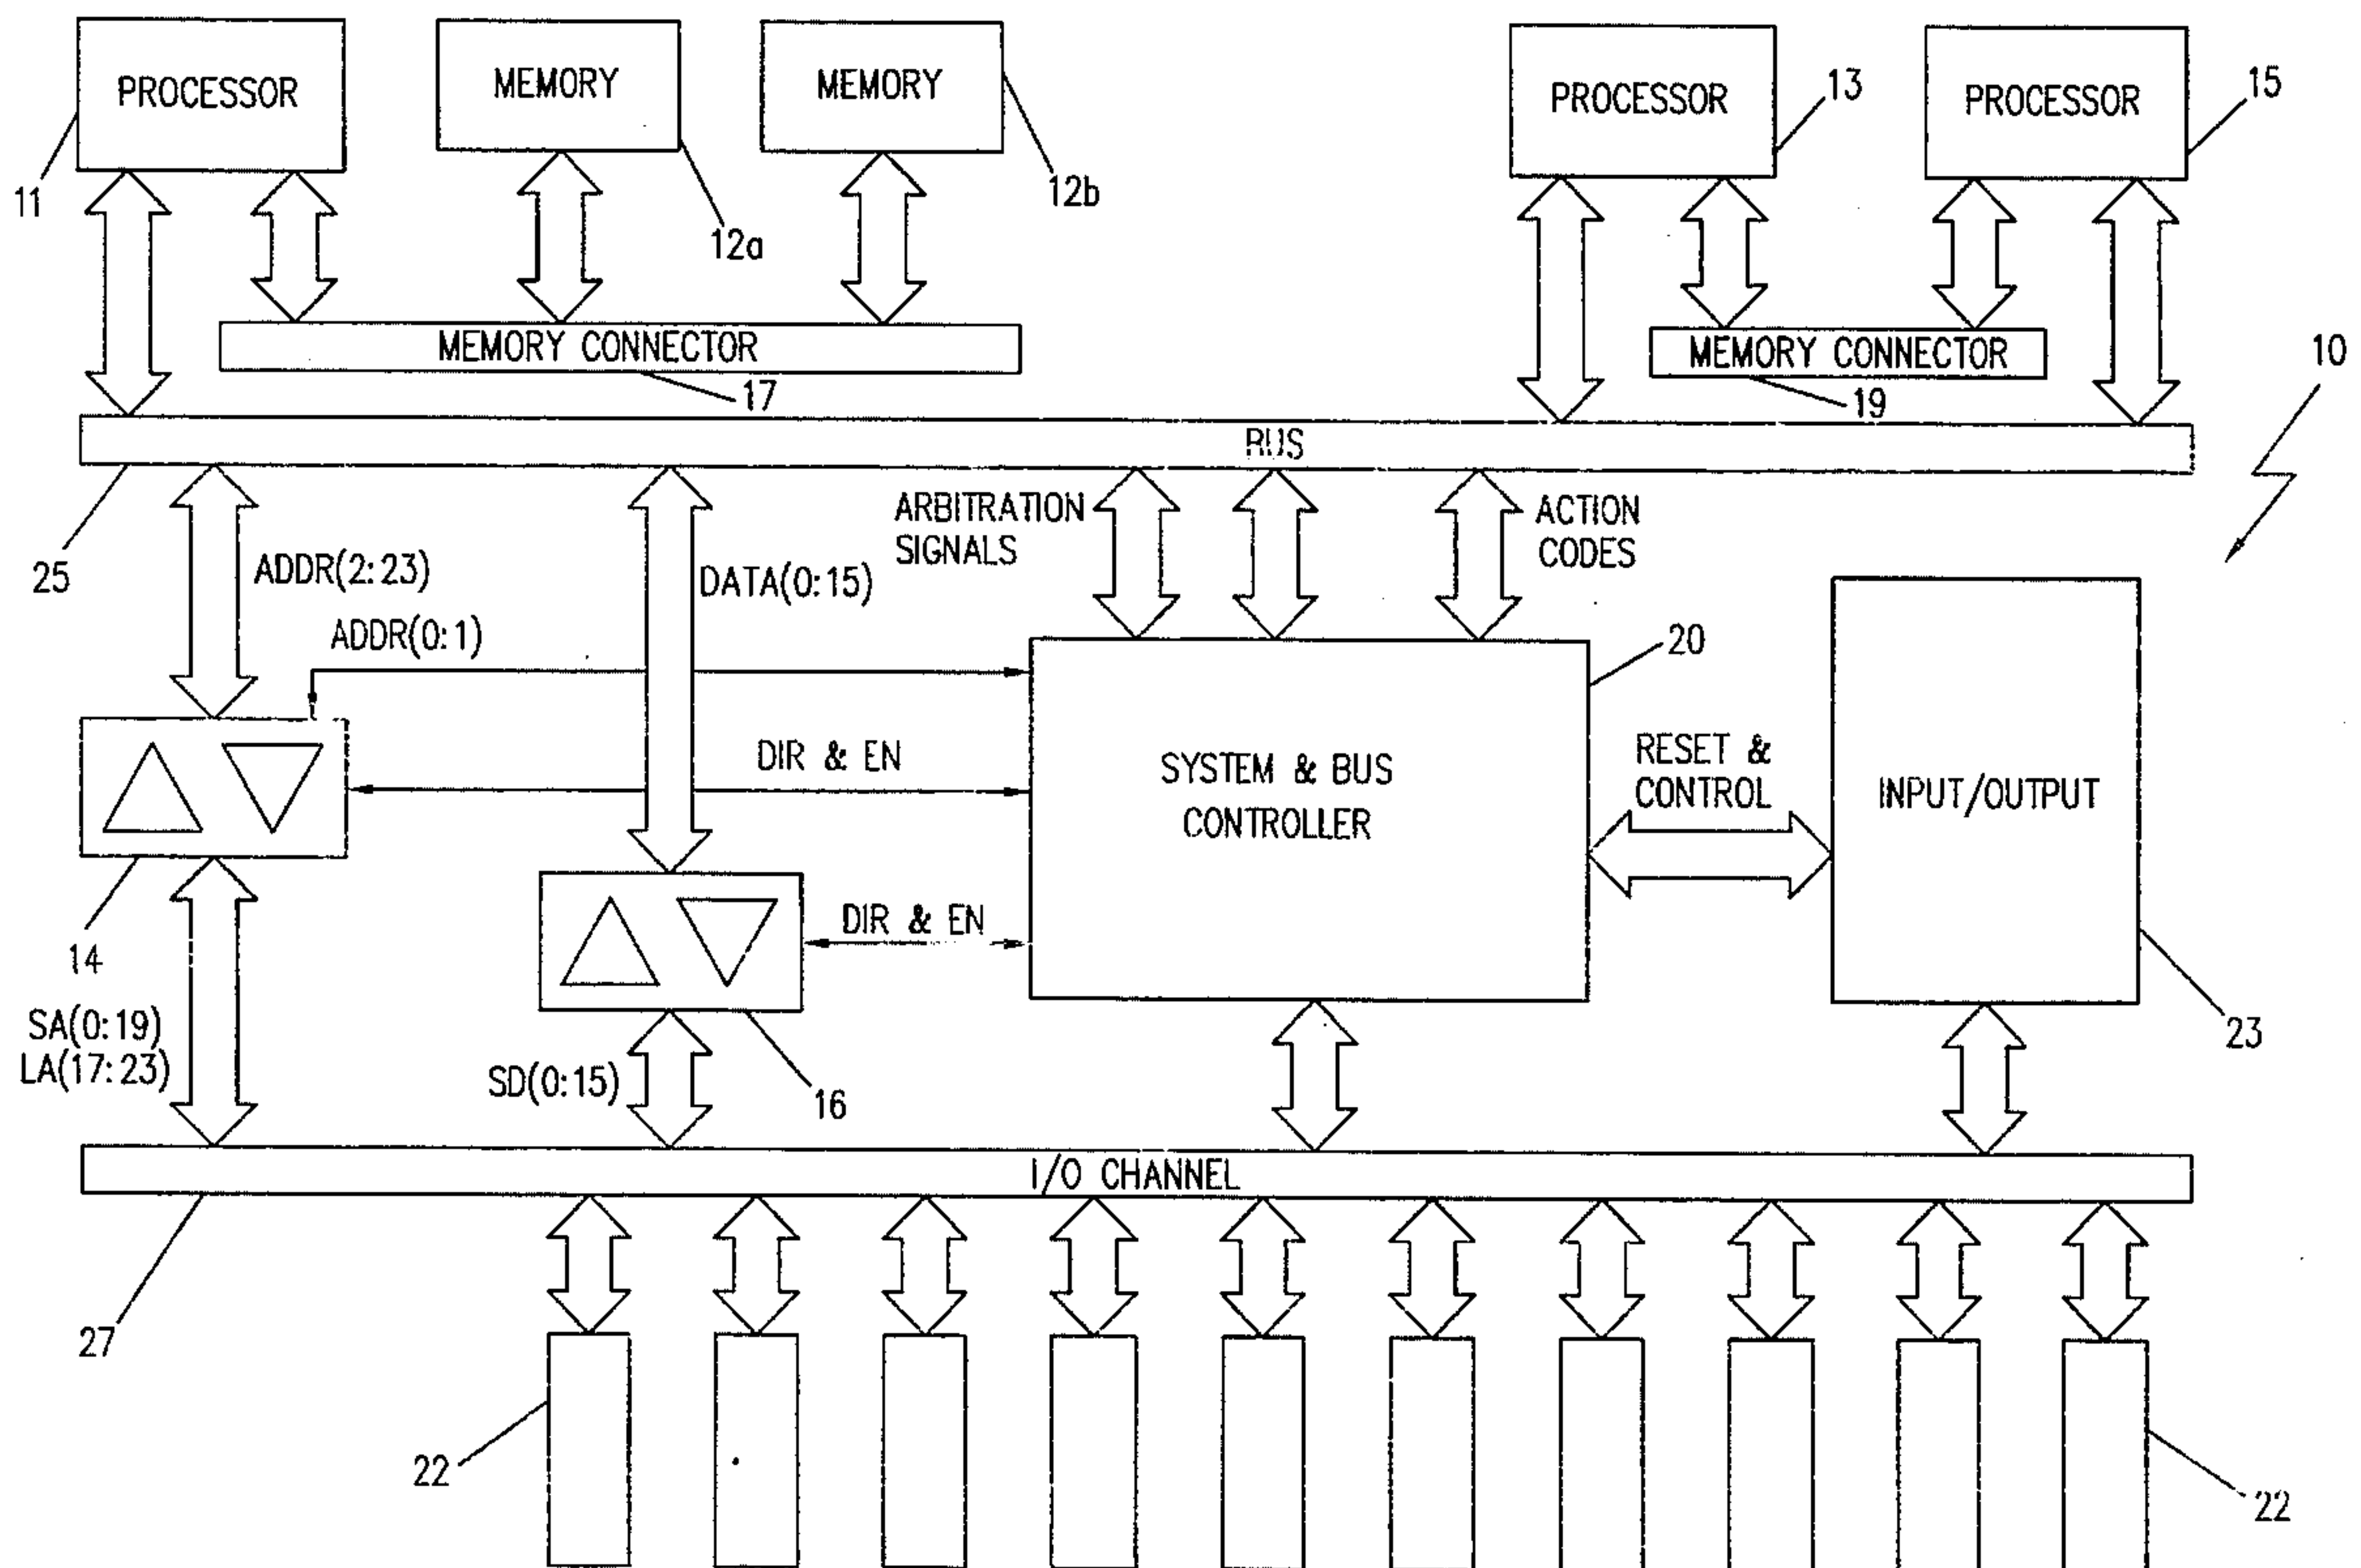 PROCESSOR
MEMORY
MEMORY
PROCESSOR
13
PROCESSOR
15
11
12a
12b
MEMORY CONNECTOR
17
MEMORY CONNECTOR
19
10
BUS
25
ADDR(2:23)
ADDR(0:1)
DATA(0:15)
ARBITRATION
SIGNALS
ACTION
CODES
20
DIR & EN
SYSTEM & BUS
CONTROLLER
RESET &
CONTROL
INPUT/OUTPUT
14
DIR & EN
23
SA(0:19)
LA(17:23)
SD(0:15)
16
I/O CHANNEL
27
22
22